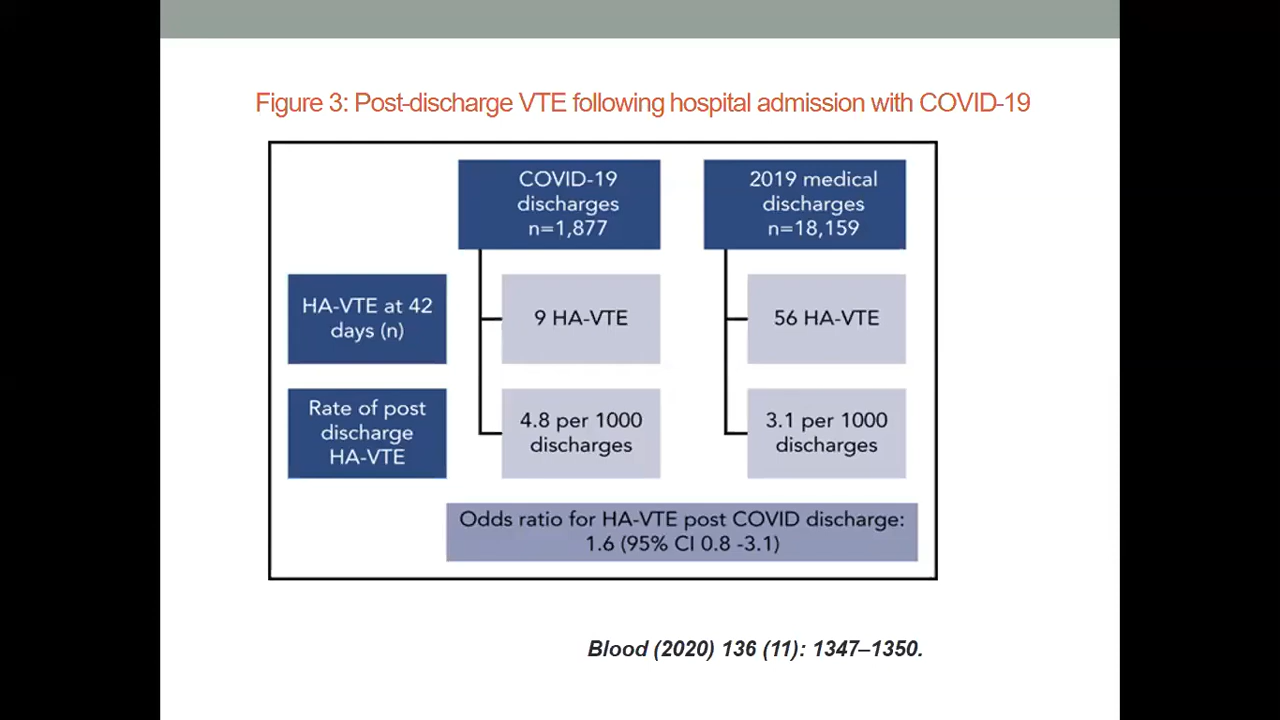 Figure 3: Post-discharge VTE following hospital admission with COVID-19
COVID-19
discharges
n=1,877
2019 medical
discharges
n=18,159
HA-VTE at 42
days (n)
9 HA-VTE
56 HA-VTE
Rate of post
discharge
HA-VTE
4.8 per 1000
discharges
3.1 per 1000
discharges
Odds ratio for HA-VTE post COVID discharge:
1.6 (95% CI 0.8 -3.1)
Blood (2020) 136 (11): 1347–1350.